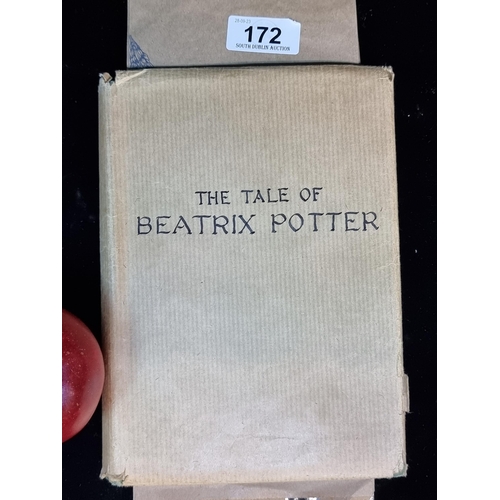 172
SOUTH DUBLIN AUCTION
THE TALE OF
BEATRIX POTTER